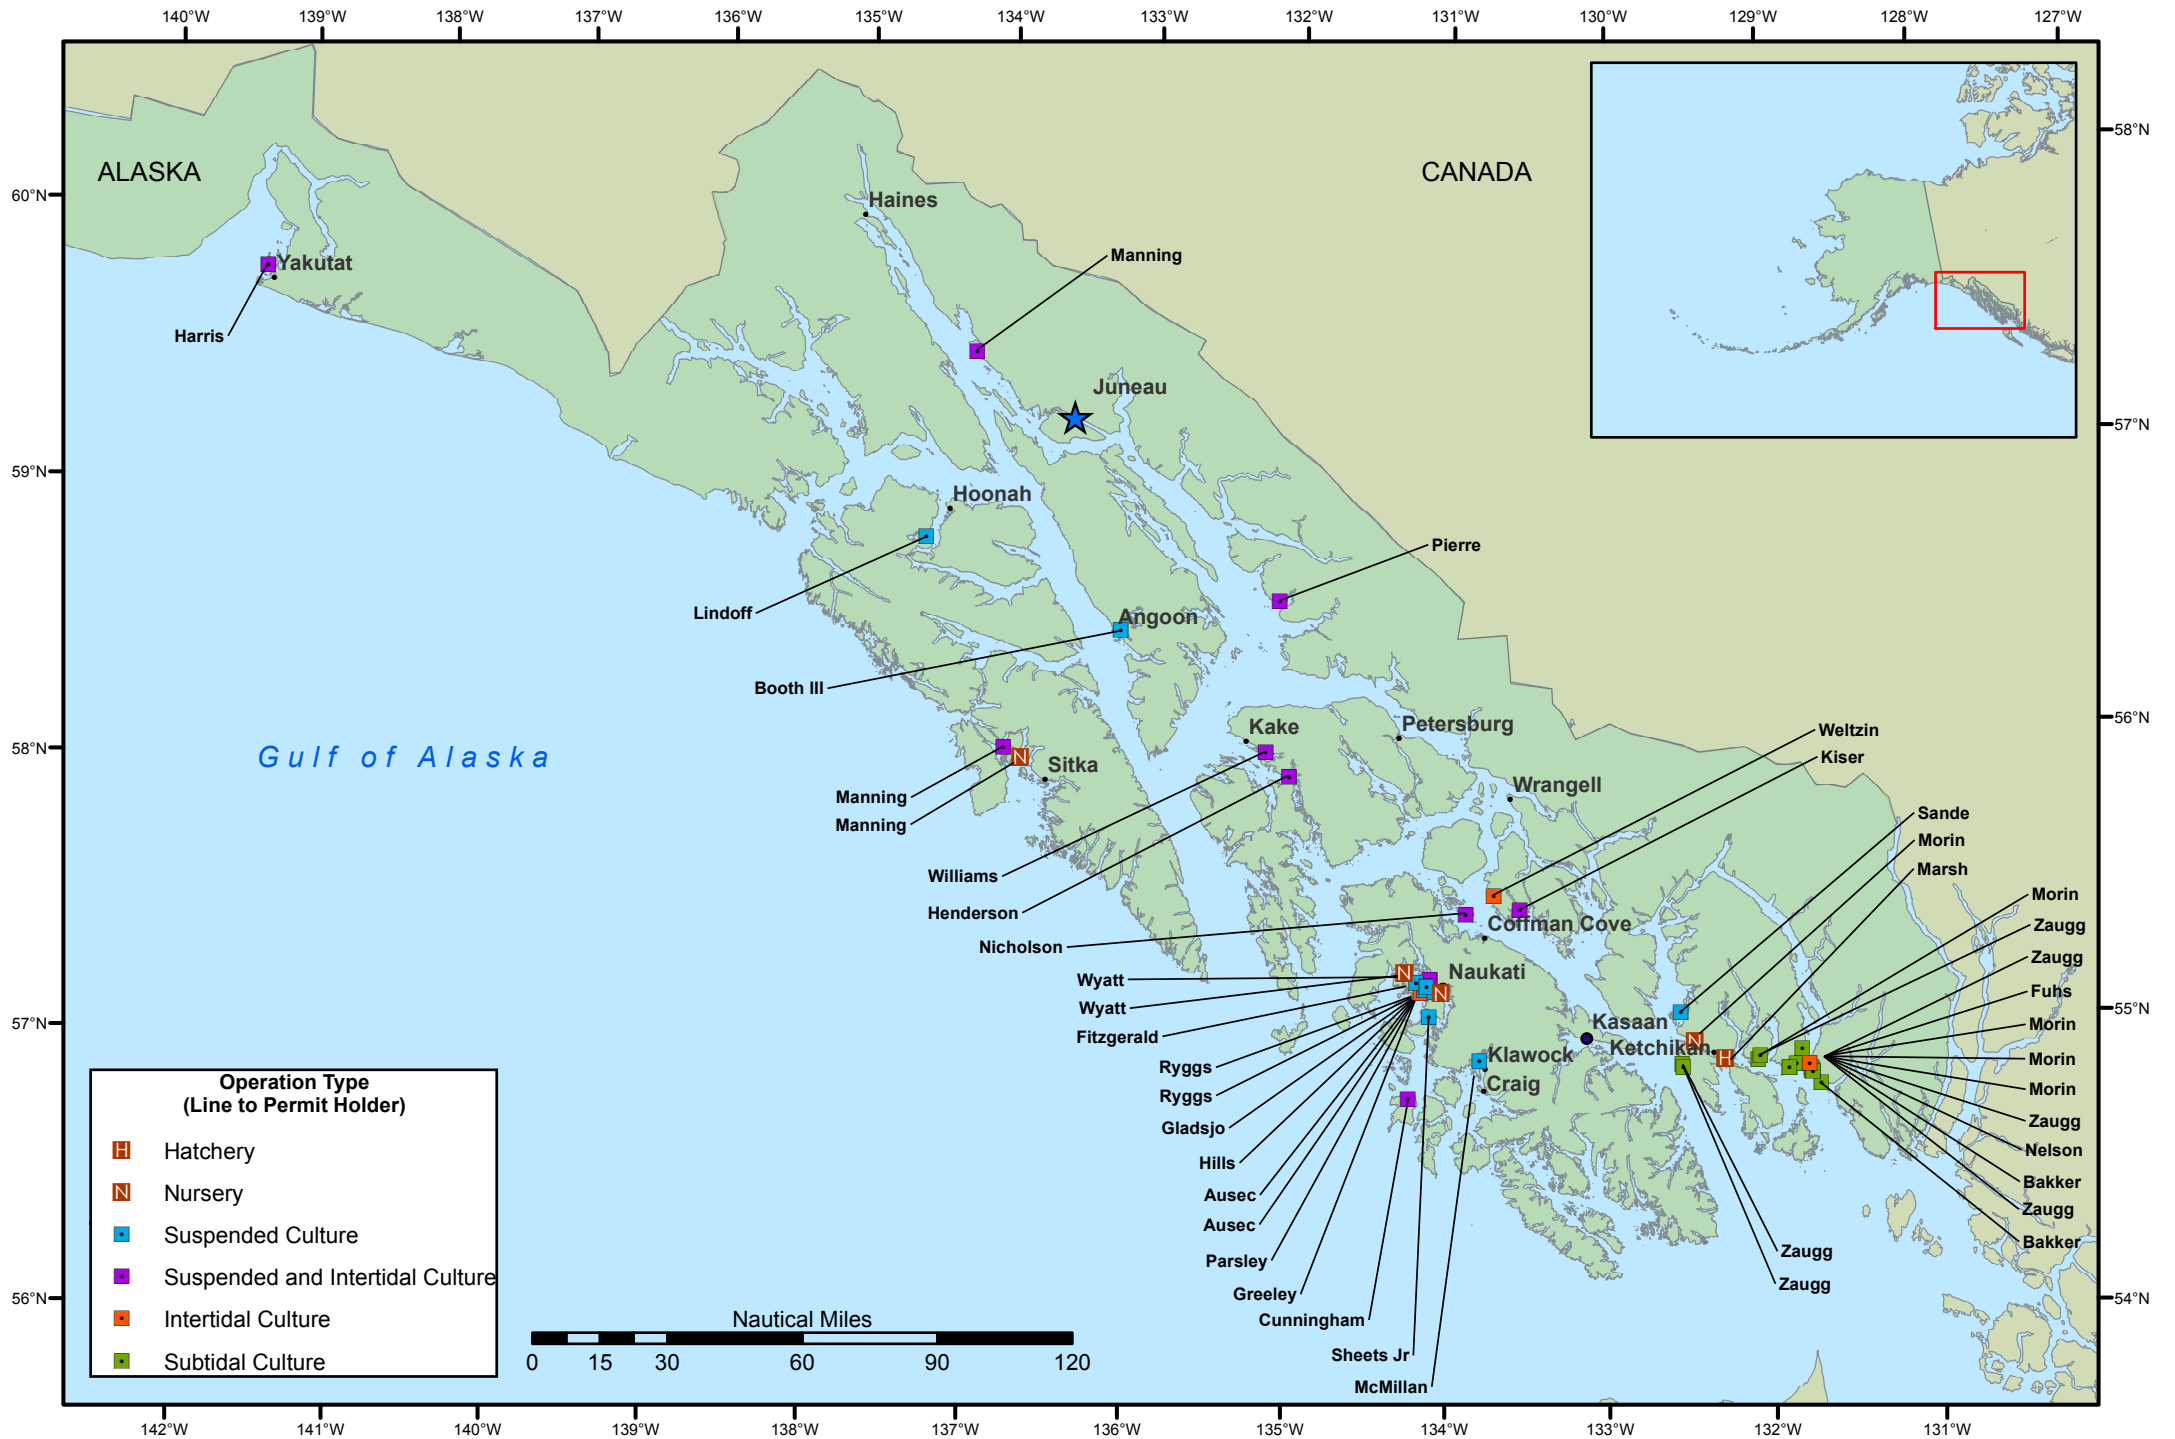 140°W 139°W 138°W 137°W 136°W 135°W 134°W 133°W 132°W 131°W 130°W 129°W 128°W 127°W
58°N
ALASKA
CANADA
60°N
Haines
Manning
Yakutat
Harris
Juneau
57°N
59°N
Hoonah
Pierre
Lindoff
Angoon
Booth III
Kake
Petersburg
56°N
Weltzin
58°N
Gulf of Alaska
Kiser
Sitka
Wrangell
Manning
Sande
Manning
Morin
Marsh
Williams
Morin
Henderson
Coffman Cove
Zaugg
Nicholson
Zaugg
Naukati
Wyatt
Fuhs
Wyatt
55°N
57°N
Kasaan
Morin
Fitzgerald
Ketchikan
Klawock
Morin
Ryggs
Craig
Morin
Ryggs
Zaugg
Gladsjo
Nelson
Hills
Bakker
Ausec
Zaugg
Ausec
Bakker
Parsley
Zaugg
Greeley
Zaugg
Cunningham
Sheets Jr
McMillan
Operation Type
(Line to Permit Holder)
H Hatchery
N Nursery
Suspended Culture
Suspended and Intertidal Culture
Intertidal Culture
Subtidal Culture
56°N
54°N
Nautical Miles
0 15 30 60 90 120
H
N
N
N
N
142°W 141°W 140°W 139°W 138°W 137°W 136°W 135°W 134°W 133°W 132°W 131°W